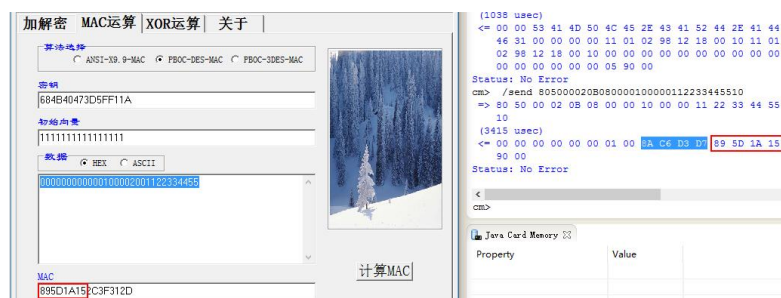 加解密 MAC运算 XOR运算 关于
算法选择
ANSI-X9.9-MAC PBOC-DES-MAC PBOC-3DES-MAC
密钥
684B40473D5FF11A
初始向量
1111111111111111
数据 HEX ASCII
000000000000100002001122334455
计算MAC
MAC
895D1A152C3F312D
(1038 usec)
<= 00 00 53 41 4D 50 4C 45 2E 43 41 52 44 2E 41 44
46 31 00 00 00 00 11 01 02 98 12 18 00 10 11 01
02 98 12 18 00 10 00 00 00 00 00 00 00 00 00 00
00 00 00 00 00 00 05 90 00
Status: No Error
cm> /send 805000020B080000100000112233445510
=> 80 50 00 02 0B 08 00 00 10 00 00 11 22 33 44 55
10
(3415 usec)
<= 00 00 00 00 00 00 01 00 8A C6 D3 D7 89 5D 1A 15
90 00
Status: No Error
<
cm>
Java Card Memory
Property Value